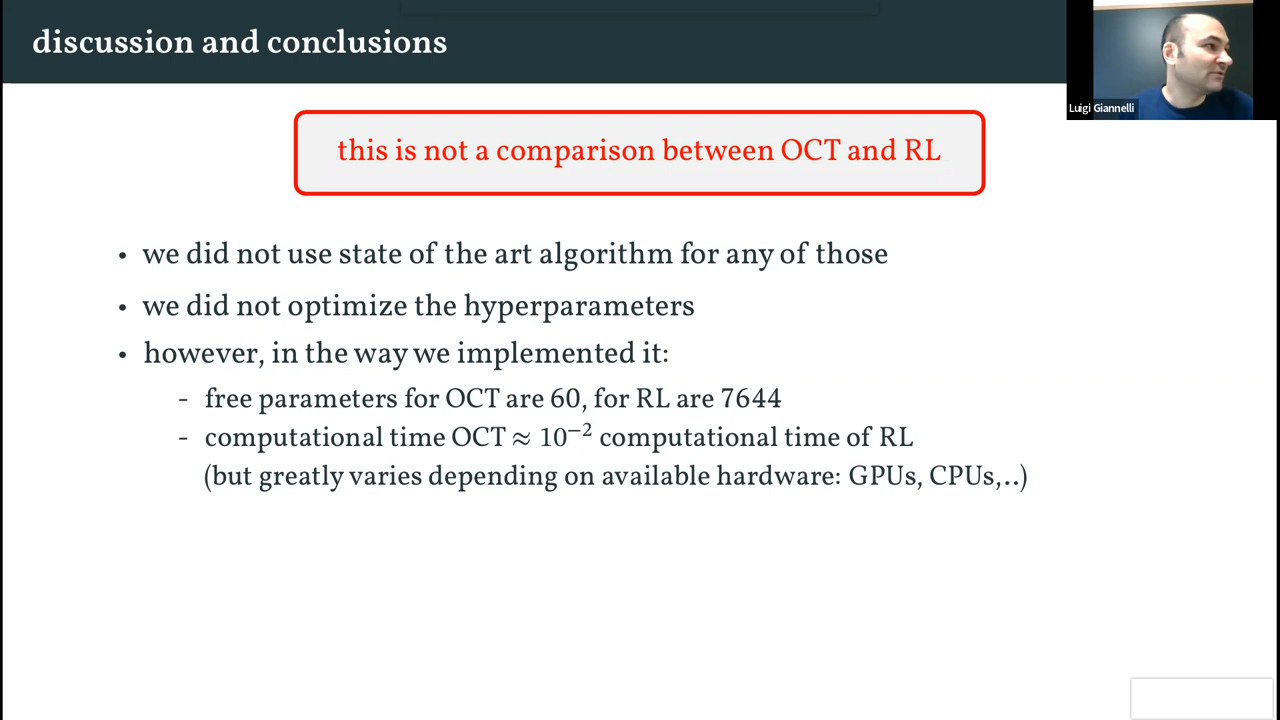 discussion and conclusions
Luigi Giannelli
this is not a comparison between OCT and RL
• we did not use state of the art algorithm for any of those
• we did not optimize the hyperparameters
• however, in the way we implemented it:
- free parameters for OCT are 60, for RL are 7644
- computational time OCT ≈ 10⁻² computational time of RL
(but greatly varies depending on available hardware: GPUs, CPUs,..)